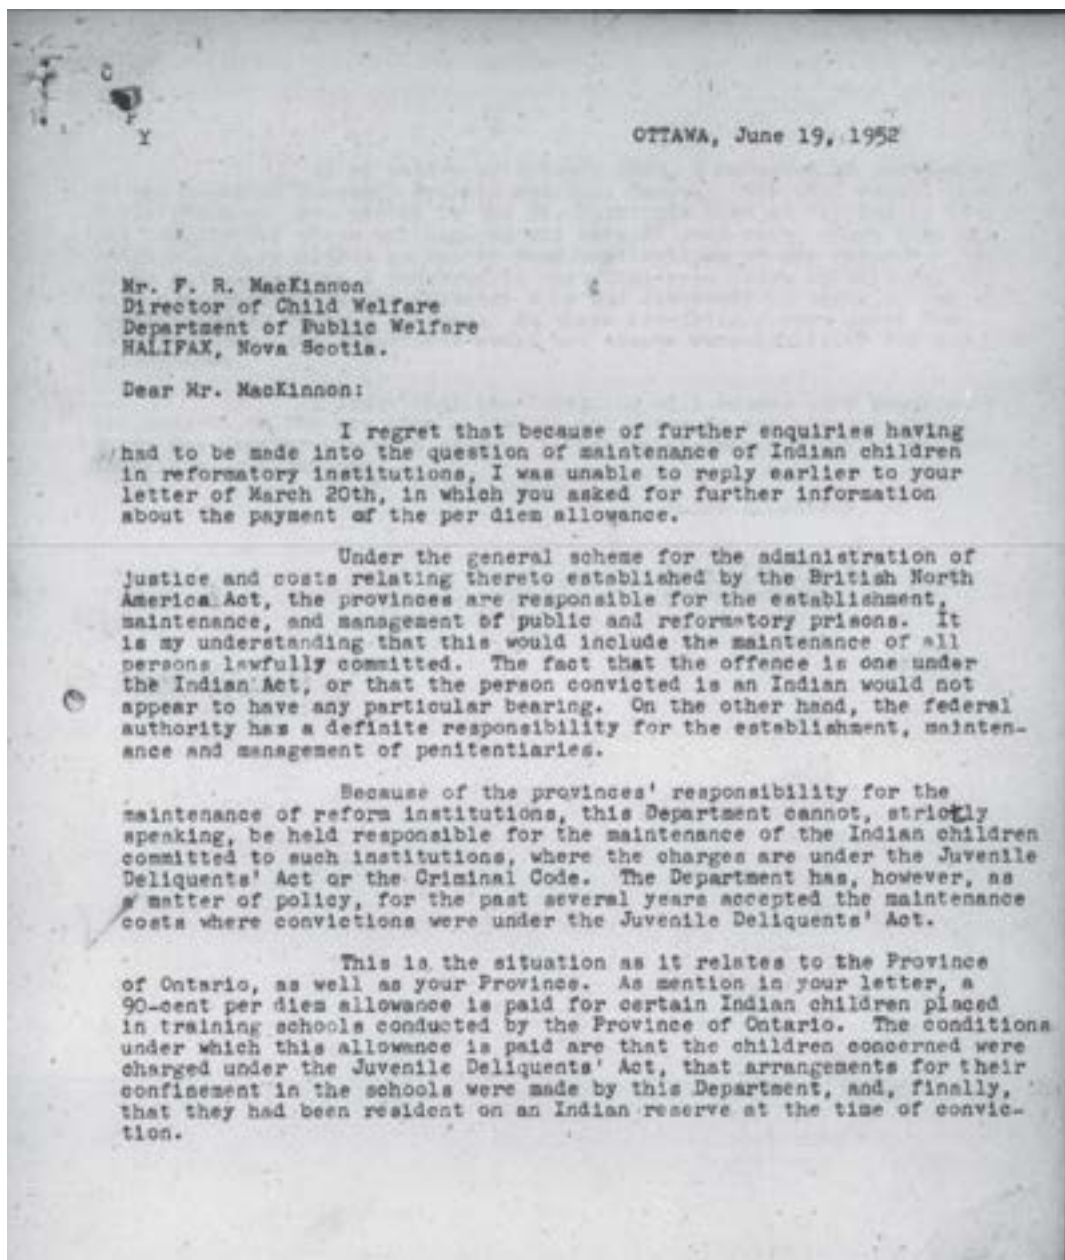 C
P
Y
OTTAWA, June 19, 1952
Mr. F. R. MacKinnon
Director of Child Welfare
Department of Public Welfare
HALIFAX, Nova Scotia.
Dear Mr. MacKinnon:
I regret that because of further enquiries having
had to be made into the question of maintenance of Indian children
in reformatory institutions, I was unable to reply earlier to your
letter of March 20th, in which you asked for further information
about the payment of the per diem allowance.
Under the general scheme for the administration of
justice and costs relating thereto established by the British North
America Act, the provinces are responsible for the establishment,
maintenance, and management of public and reformatory prisons. It
is my understanding that this would include the maintenance of all
persons lawfully committed. The fact that the offence is one under
the Indian Act, or that the person convicted is an Indian would not
appear to have any particular bearing. On the other hand, the federal
authority has a definite responsibility for the establishment, mainten-
ance and management of penitentiaries.
Because of the provinces' responsibility for the
maintenance of reform institutions, this Department cannot, strictly
speaking, be held responsible for the maintenance of the Indian children
committed to such institutions, where the charges are under the Juvenile
Deliquents' Act or the Criminal Code. The Department has, however, as
a matter of policy, for the past several years accepted the maintenance
costs where convictions were under the Juvenile Deliquents' Act.
This is the situation as it relates to the Province
of Ontario, as well as your Province. As mention in your letter, a
90-cent per diem allowance is paid for certain Indian children placed
in training schools conducted by the Province of Ontario. The conditions
under which this allowance is paid are that the children concerned were
charged under the Juvenile Deliquents' Act, that arrangements for their
confinement in the schools were made by this Department, and, finally,
that they had been resident on an Indian reserve at the time of convic-
tion.